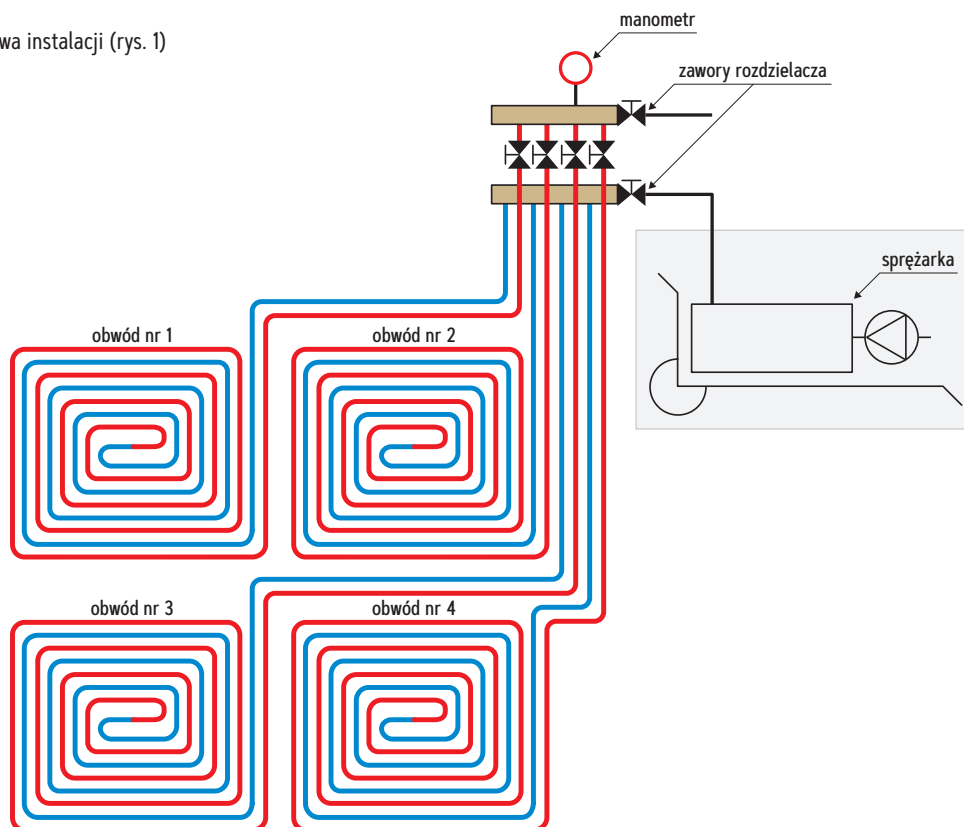 manometr
wa instalacji (rys. 1)
zawory rozdzielacza
sprężarka
obwód nr 1
obwód nr 2
obwód nr 3
obwód nr 4